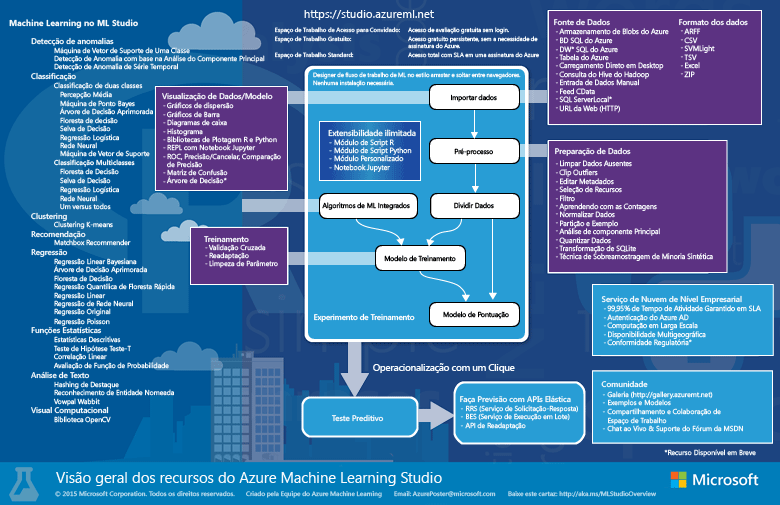 Machine Learning no ML Studio
Detecção de anomalias
Máquina de Vetor de Suporte de Uma Classe
Detecção de Anomalia com base na Análise do Componente Principal
Detecção de Anomalia de Série Temporal
Classificação
Classificação de duas classes
Percepção Média
Máquina de Ponto Bayes
Árvore de Decisão Aprimorada
Floresta de decisão
Selva de Decisão
Regressão Logística
Rede Neural
Máquina de Vetor de Suporte
Classificação Multiclasses
Floresta de Decisão
Selva de Decisão
Regressão Logística
Rede Neural
Um versus todos
Clustering
Clustering K-means
Recomendação
Matchbox Recommender
Regressão
Regressão Linear Bayesiana
Árvore de Decisão Aprimorada
Floresta de Decisão
Regressão Quantílica de Floresta Rápida
Regressão Linear
Regressão de Rede Neural
Regressão Original
Regressão Poisson
Funções Estatísticas
Estatísticas Descritivas
Teste de Hipótese Teste-T
Correlação Linear
Avaliação de Função de Probabilidade
Análise de Texto
Hashing de Destaque
Reconhecimento de Entidade Nomeada
Vowpal Wabbit
Visual Computacional
Biblioteca OpenCV
https://studio.azureml.net
Espaço de Trabalho de Acesso para Convidado: Acesso de avaliação gratuita sem login.
Espaço de Trabalho Gratuito: Acesso gratuito persistente, sem a necessidade de
assinatura do Azure.
Espaço de Trabalho Standard: Acesso total com SLA em uma assinatura do Azure
Visualização de Dados/Modelo
- Gráficos de dispersão
- Gráficos de Barra
- Diagramas de caixa
- Histograma
- Bibliotecas de Plotagem R e Python
- REPL com Notebook Jupyter
- ROC, Precisão/Cancelar, Comparação
de Precisão
- Matriz de Confusão
- Árvore de Decisão*
Treinamento
- Validação Cruzada
- Readaptação
- Limpeza de Parâmetro
Designer de fluxo de trabalho de ML no estilo arrastar e soltar entre navegadores.
Nenhuma instalação necessária.
Importar dados
Extensibilidade ilimitada
- Módulo de Script R
- Módulo de Script Python
- Módulo Personalizado
- Notebook Jupyter
Pré-processo
Algoritmos de ML Integrados
Dividir Dados
Modelo de Treinamento
Experimento de Treinamento
Modelo de Pontuação
Operacionalização com um Clique
Teste Preditivo
Faça Previsão com APIs Elástica
- RRS (Serviço de Solicitação-Resposta)
- BES (Serviço de Execução em Lote)
- API de Readaptação
Fonte de Dados
- Armazenamento de Blobs do Azure
- BD SQL do Azure
- DW* SQL do Azure
- Tabela do Azure
- Carregamento Direto em Desktop
- Consulta do Hive do Hadoop
- Entrada de Dados Manual
- Feed CData
- SQL ServerLocal*
- URL da Web (HTTP)
Formato dos dados
- ARFF
- CSV
- SVMLight
- TSV
- Excel
- ZIP
Preparação de Dados
- Limpar Dados Ausentes
- Clip Outfiers
- Editar Metadados
- Seleção de Recursos
- Filtro
- Aprendendo com as Contagens
- Normalizar Dados
- Partição e Exemplo
- Análise de componente Principal
- Quantizar Dados
- Transformação de SQLite
- Técnica de Sobreamostragem de Minoria Sintética
Serviço de Nuvem de Nível Empresarial
- 99,95% de Tempo de Atividade Garantido em SLA
- Autenticação do Azure AD
- Computação em Larga Escala
- Disponibilidade Multigeográfica
- Conformidade Regulatória*
Comunidade
- Galeria (http://gallery.azuremt.net)
- Exemplos e Modelos
- Compartilhamento e Colaboração de
Espaço de Trabalho
- Chat ao Vivo & Suporte do Fórum da MSDN
*Recurso Disponível em Breve
Visão geral dos recursos do Azure Machine Learning Studio
Microsoft
© 2015 Microsoft Corporation. Todos os direitos reservados. Criado pela Equipe do Azure Machine Learning Email: AzurePoster@microsoft.com Baixe este cartaz: http://aka.ms/MLStudioOverview